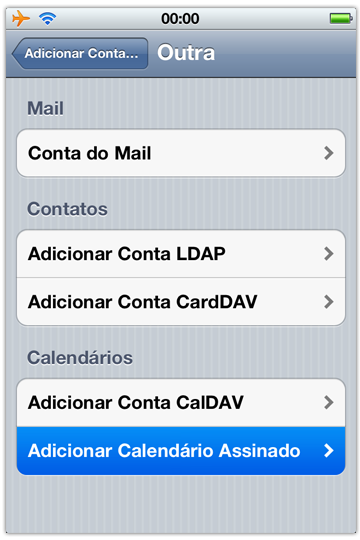 00:00
Adicionar Conta...
Outra
Mail
Conta do Mail
Contatos
Adicionar Conta LDAP
Adicionar Conta CardDAV
Calendários
Adicionar Conta CalDAV
Adicionar Calendário Assinado